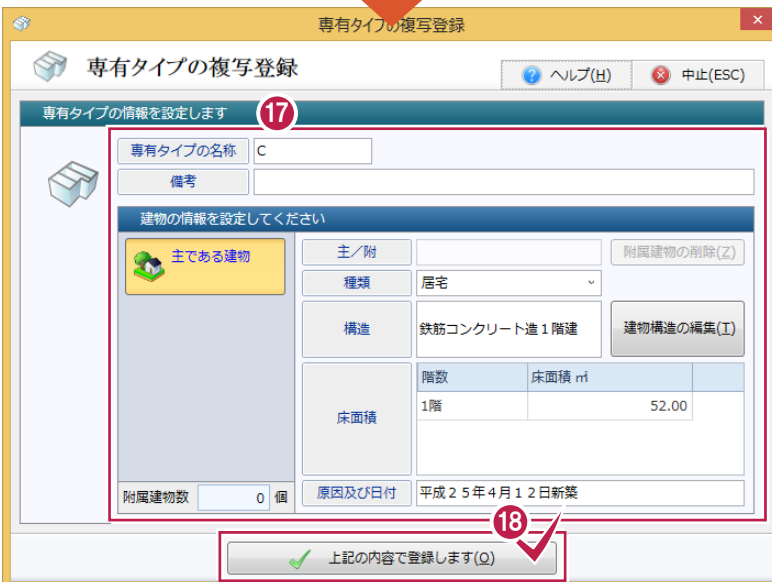 専有タイプの複写登録
専有タイプの複写登録
ヘルプ(H)
中止(ESC)
専有タイプの情報を設定します
17
専有タイプの名称
C
備考
建物の情報を設定してください
主である建物
主／附
附属建物の削除(Z)
種類
居宅
構造
鉄筋コンクリート造１階建
建物構造の編集(T)
床面積
階数
床面積 ㎡
1階
52.00
附属建物数
0 個
原因及び日付
平成２５年４月１２日新築
18
上記の内容で登録します(O)